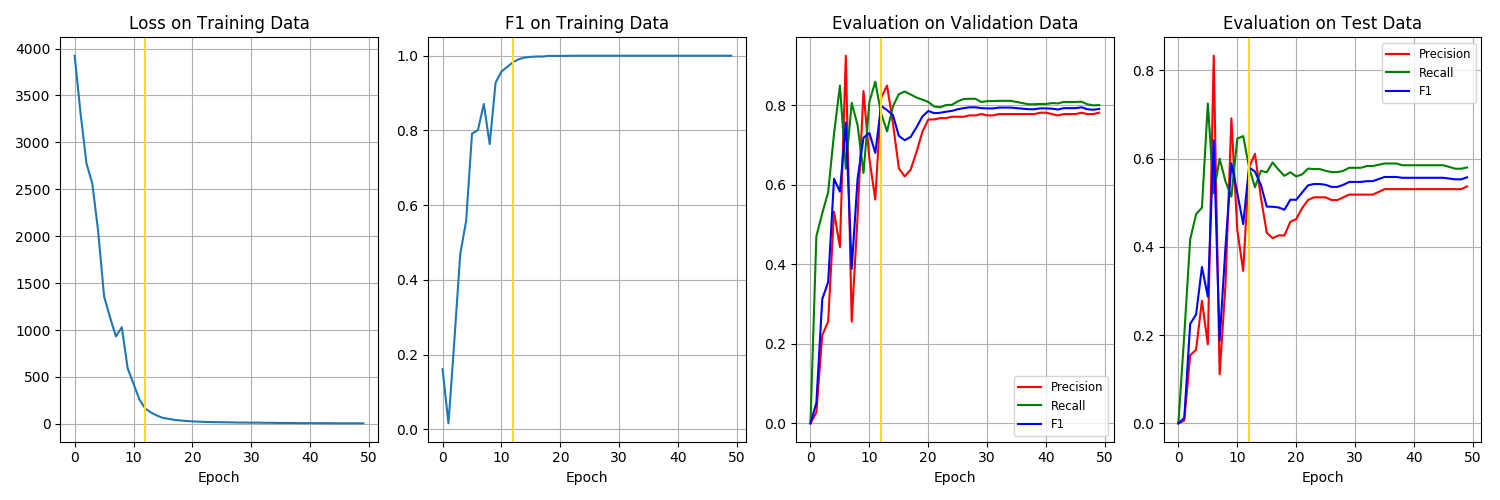 Loss on Training Data
4000
3500
3000
2500
2000
1500
1000
500
0
0 10 20 30 40 50
Epoch
F1 on Training Data
1.0
0.8
0.6
0.4
0.2
0.0
0 10 20 30 40 50
Epoch
Evaluation on Validation Data
0.8
0.6
0.4
0.2
0.0
Precision
Recall
F1
0 10 20 30 40 50
Epoch
Evaluation on Test Data
Precision
Recall
F1
0.8
0.6
0.4
0.2
0.0
0 10 20 30 40 50
Epoch